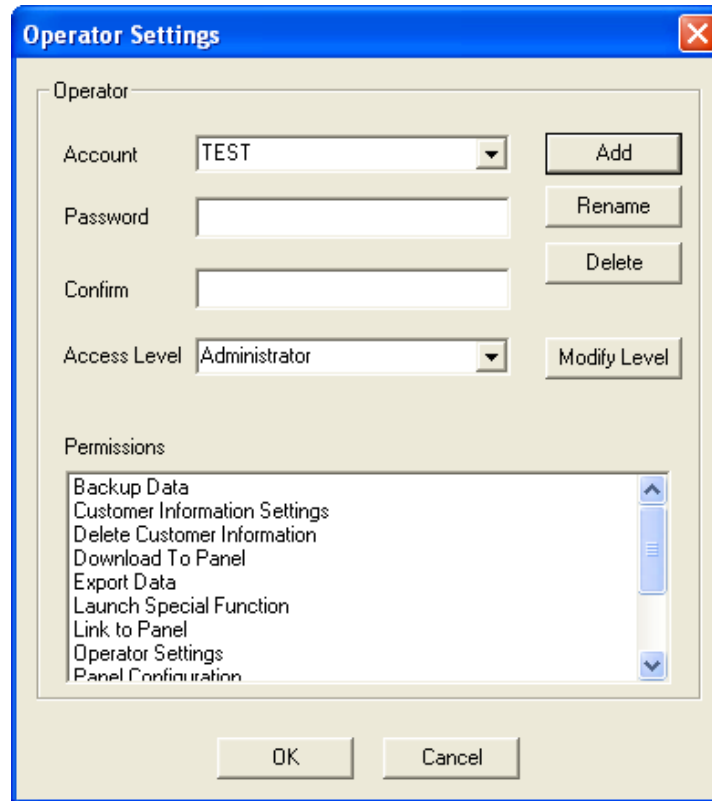 Operator Settings
Operator
Account TEST Add
Password Rename
Delete
Confirm
Access Level Administrator Modify Level
Permissions
Backup Data
Customer Information Settings
Delete Customer Information
Download To Panel
Export Data
Launch Special Function
Link to Panel
Operator Settings
Panel Configuration
OK Cancel